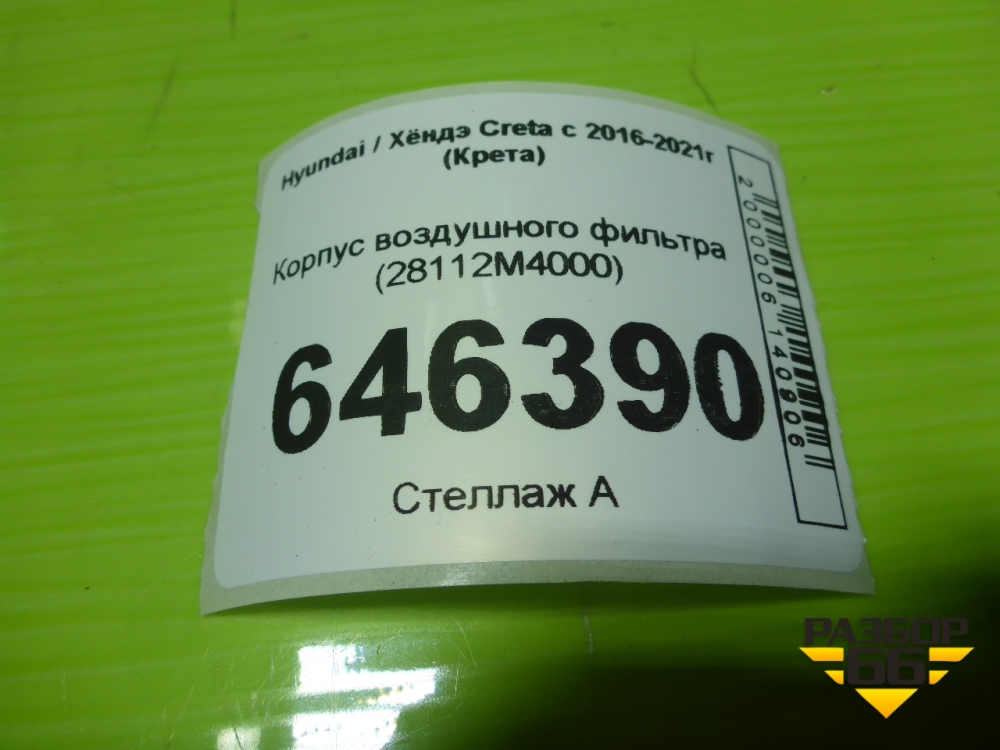 Hyundai / Хёндэ Creta с 2016-2021г
(Крета)
Корпус воздушного фильтра
(28112M4000)
646390
Стеллаж А
2000006140906
РАЗБОР
66